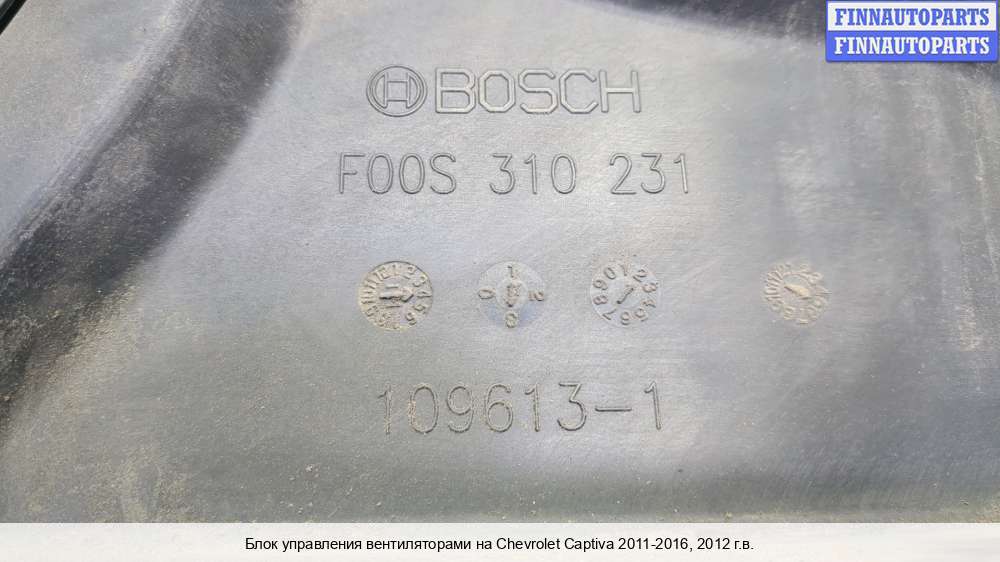 FINNAUTOPARTS
FINNAUTOPARTS
BOSCH
F00S 310 231
109613-1
Блок управления вентиляторами на Chevrolet Captiva 2011-2016, 2012 г.в.